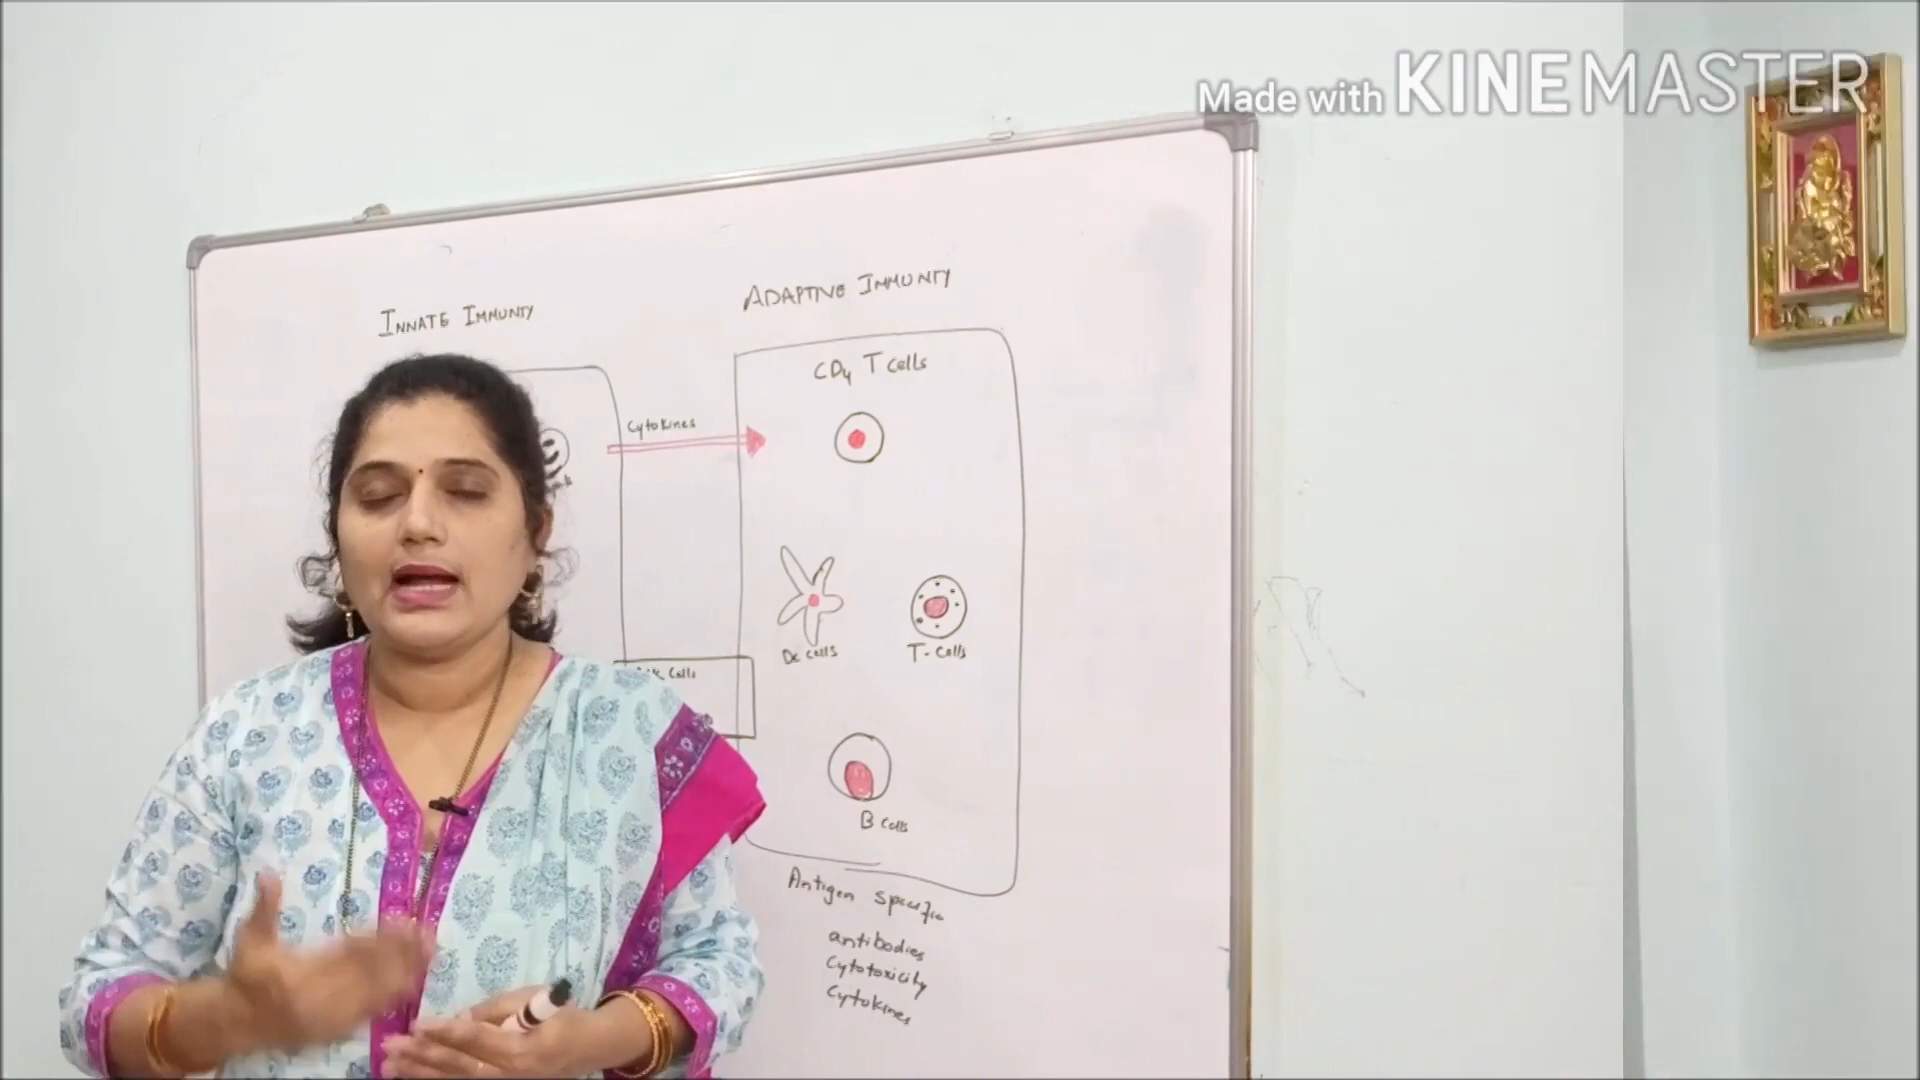 Made with KINEMASTER
INNATE IMMUNITY
ADAPTIVE IMMUNITY
CD4 T cells
Cytokines
Dc cells
T-cells
Cells
B cells
Antigen specific
antibodies
Cytotoxicity
Cytokines